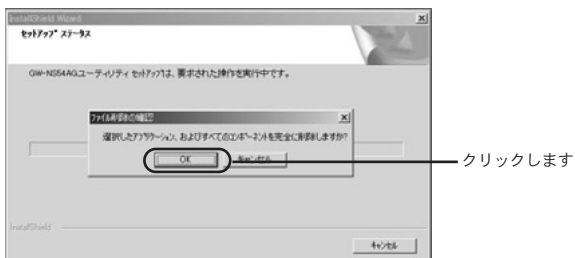 InstallShield Wizard
セットアップ ステータス
GW-NS54AGユーティリティ セットアップは、要求された操作を実行中です。
ファイル削除の確認
選択したアプリケーション、およびすべてのコンポーネントを完全に削除しますか?
OK
キャンセル
クリックします
InstallShield
キャンセル